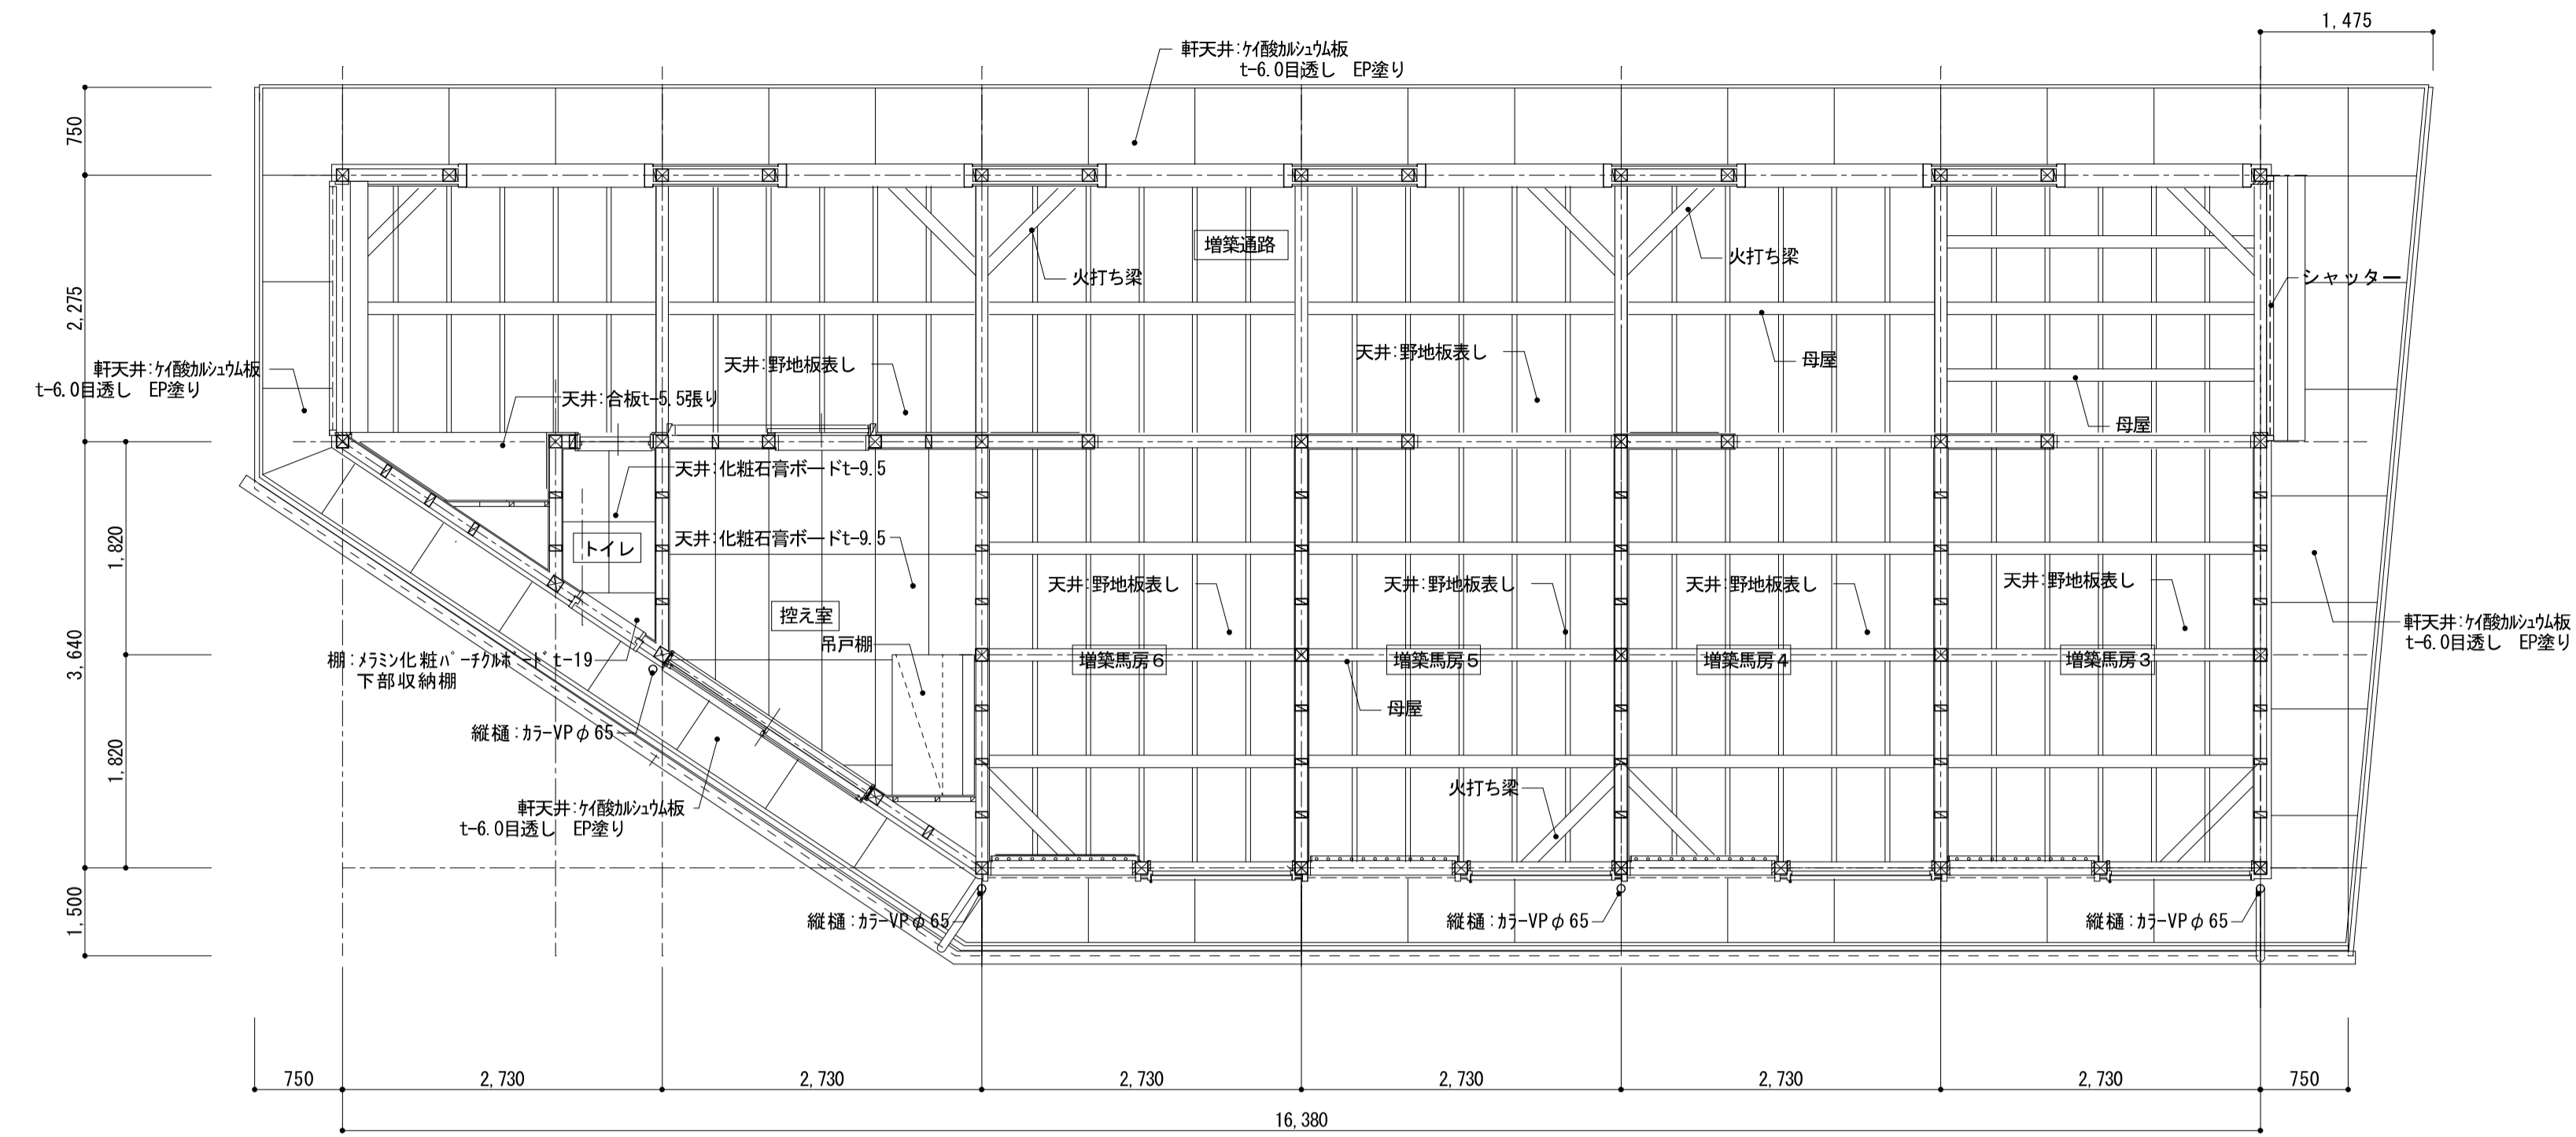 1,475
軒天井:ｹｲ酸ｶﾙｼｭｳﾑ板
t-6.0目透し　EP塗り
750
増築通路
火打ち梁
火打ち梁
シャッター
2,275
天井:野地板表し
天井:野地板表し
母屋
軒天井:ｹｲ酸ｶﾙｼｭｳﾑ板
t-6.0目透し　EP塗り
天井:合板t-5.5張り
母屋
天井:化粧石膏ボードt-9.5
1,820
トイレ
天井:化粧石膏ボードt-9.5
天井:野地板表し
天井:野地板表し
天井:野地板表し
天井:野地板表し
控え室
軒天井:ｹｲ酸ｶﾙｼｭｳﾑ板
t-6.0目透し　EP塗り
吊戸棚
3,640
棚:ﾒﾗﾐﾝ化粧ﾊﾟｰﾁｸﾙﾎﾞｰﾄﾞt-19
下部収納棚
増築馬房６
増築馬房５
増築馬房４
増築馬房３
母屋
縦樋:ｶﾗｰVPφ65
1,820
火打ち梁
軒天井:ｹｲ酸ｶﾙｼｭｳﾑ板
t-6.0目透し　EP塗り
1,500
縦樋:ｶﾗｰVPφ65
縦樋:ｶﾗｰVPφ65
縦樋:ｶﾗｰVPφ65
750
2,730
2,730
2,730
2,730
2,730
2,730
750
16,380